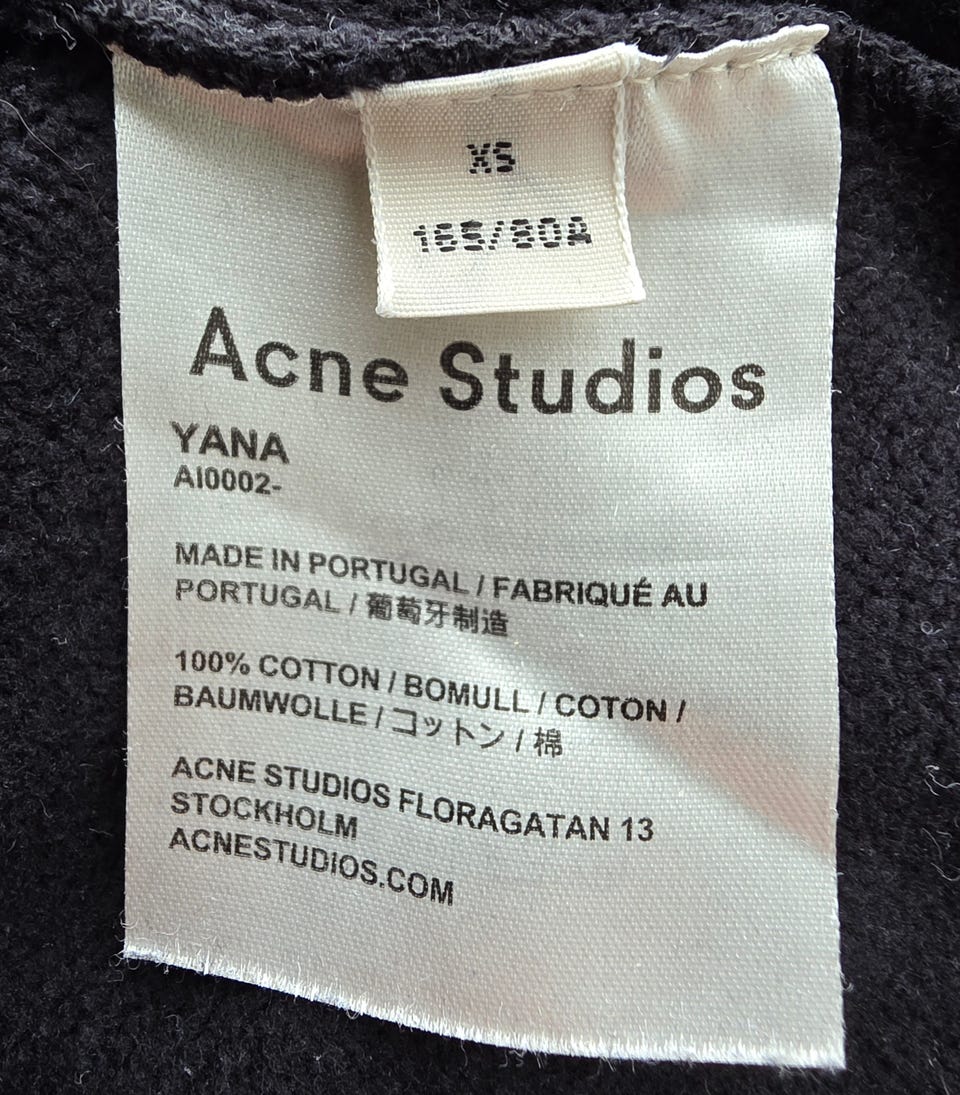 XS
165/80A
Acne Studios
YANA
AI0002-
MADE IN PORTUGAL / FABRIQUÉ AU
PORTUGAL / 葡萄牙制造
100% COTTON / BOMULL / COTON /
BAUMWOLLE / コットン / 棉
ACNE STUDIOS FLORAGATAN 13
STOCKHOLM
ACNESTUDIOS.COM